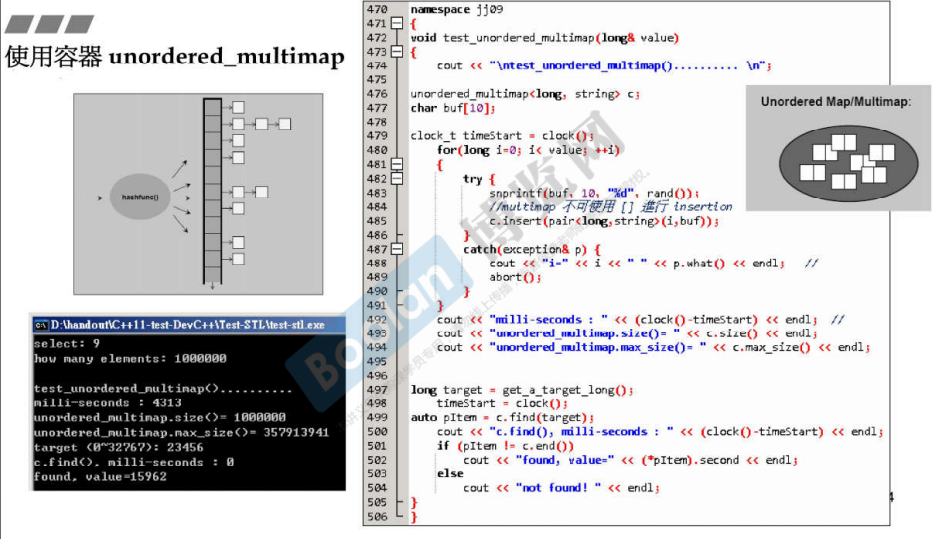 使用容器 unordered_multimap
hashfunc()
D:\handout\C++11-test-DevC++\Test-STL\test-stl.exe
select: 9
how many elements: 1000000
test_unordered_multimap()..........
milli-seconds : 4313
unordered_multimap.size()= 1000000
unordered_multimap.max_size()= 357913941
target (0~32767): 23456
c.find(), milli-seconds : 0
found, value=15962
470 namespace jj09
471 {
472 void test_unordered_multimap(long& value)
473 {
474 cout << "\ntest_unordered_multimap().......... \n";
475
476 unordered_multimap<long, string> c;
477 char buf[10];
478
479 clock_t timeStart = clock();
480 for(long i=0; i< value; ++i)
481 {
482 try {
483 snprintf(buf, 10, "%d", rand());
484 //multimap 不可使用 [] 進行 insertion
485 c.insert(pair<long,string>(i,buf));
486 }
487 catch(exception& p) {
488 cout << "i=" << i << " " << p.what() << endl; //
489 abort();
490 }
491 }
492 cout << "milli-seconds : " << (clock()-timeStart) << endl; //
493 cout << "unordered_multimap.size()= " << c.size() << endl;
494 cout << "unordered_multimap.max_size()= " << c.max_size() << endl;
495
496
497 long target = get_a_target_long();
498 timeStart = clock();
499 auto pItem = c.find(target);
500 cout << "c.find(), milli-seconds : " << (clock()-timeStart) << endl;
501 if (pItem != c.end())
502 cout << "found, value=" << (*pItem).second << endl;
503 else
504 cout << "not found! " << endl;
505 }
506 }
Unordered Map/Multimap:
Boolan 博览网
4